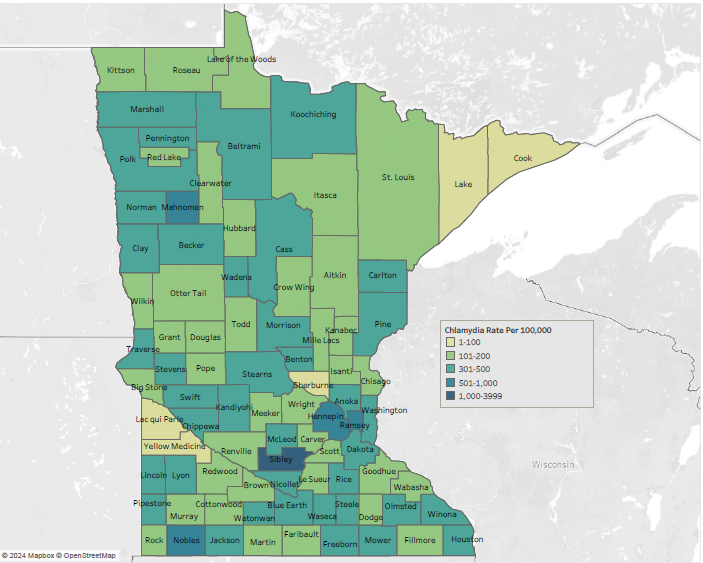 Lake of the Woods
Kittson
Roseau
Marshall
Koochiching
Pennington
Beltrami
Polk
Red Lake
Cook
St. Louis
Clearwater
Lake
Itasca
Norman
Mahnomen
Hubbard
Clay
Becker
Cass
Wadena
Aitkin
Carlton
Crow Wing
Otter Tail
Wilkin
Todd
Morrison
Pine
Kanabec
Grant
Douglas
Mille Lacs
Traverse
Benton
Stevens
Pope
Isanti
Stearns
Chisago
Big Stone
Sherburne
Swift
Anoka
Wright
Kandiyohi
Washington
Meeker
Hennepin
Lac qui Parle
Chippewa
Ramsey
McLeod
Carver
Yellow Medicine
Renville
Scott
Dakota
Sibley
Redwood
Goodhue
Lincoln
Lyon
Le Sueur
Rice
Brown
Nicollet
Wabasha
Pipestone
Cottonwood
Blue Earth
Steele
Olmsted
Murray
Watonwan
Waseca
Dodge
Winona
Rock
Nobles
Jackson
Martin
Faribault
Freeborn
Mower
Fillmore
Houston
Chlamydia Rate Per 100,000
1-100
101-200
301-500
501-1,000
1,000-3999
Wisconsin
© 2024 Mapbox © OpenStreetMap